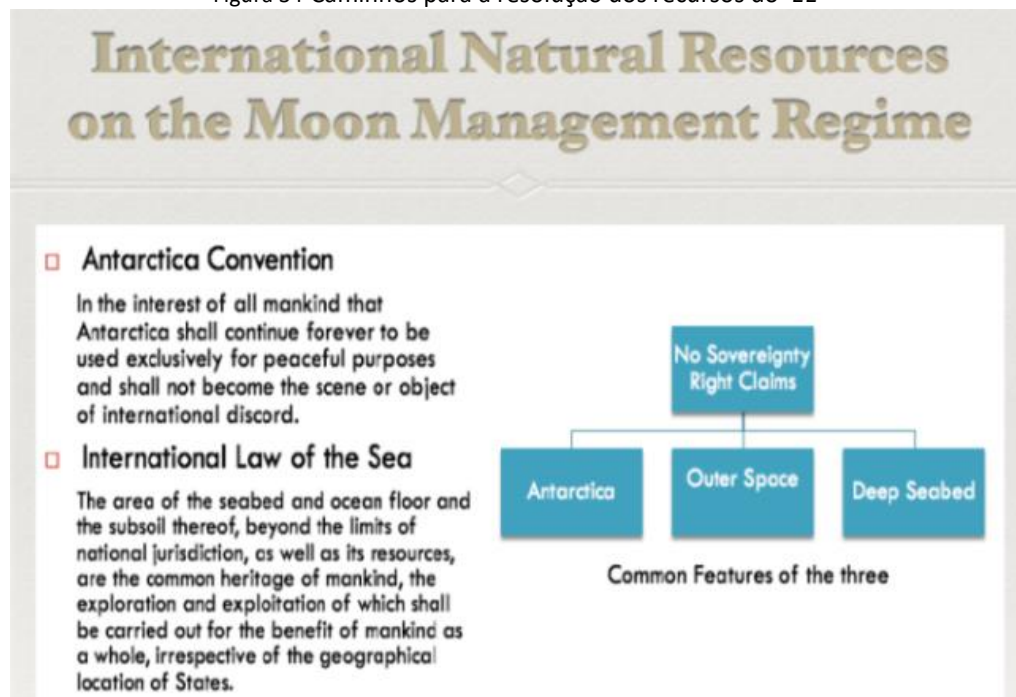 Figura Caminhos para a resolução dos recursos do
International Natural Resources
on the Moon Management Regime
Antarctica Convention
In the interest of all mankind that
Antarctica shall continue forever to be
used exclusively for peaceful purposes
and shall not become the scene or object
of international discord.
International Law of the Sea
The area of the seabed and ocean floor and
the subsoil thereof, beyond the limits of
national jurisdiction, as well as its resources,
are the common heritage of mankind, the
exploration and exploitation of which shall
be carried out for the benefit of mankind as
a whole, irrespective of the geographical
location of States.
No Sovereignty
Right Claims
Antarctica
Outer Space
Deep Seabed
Common Features of the three